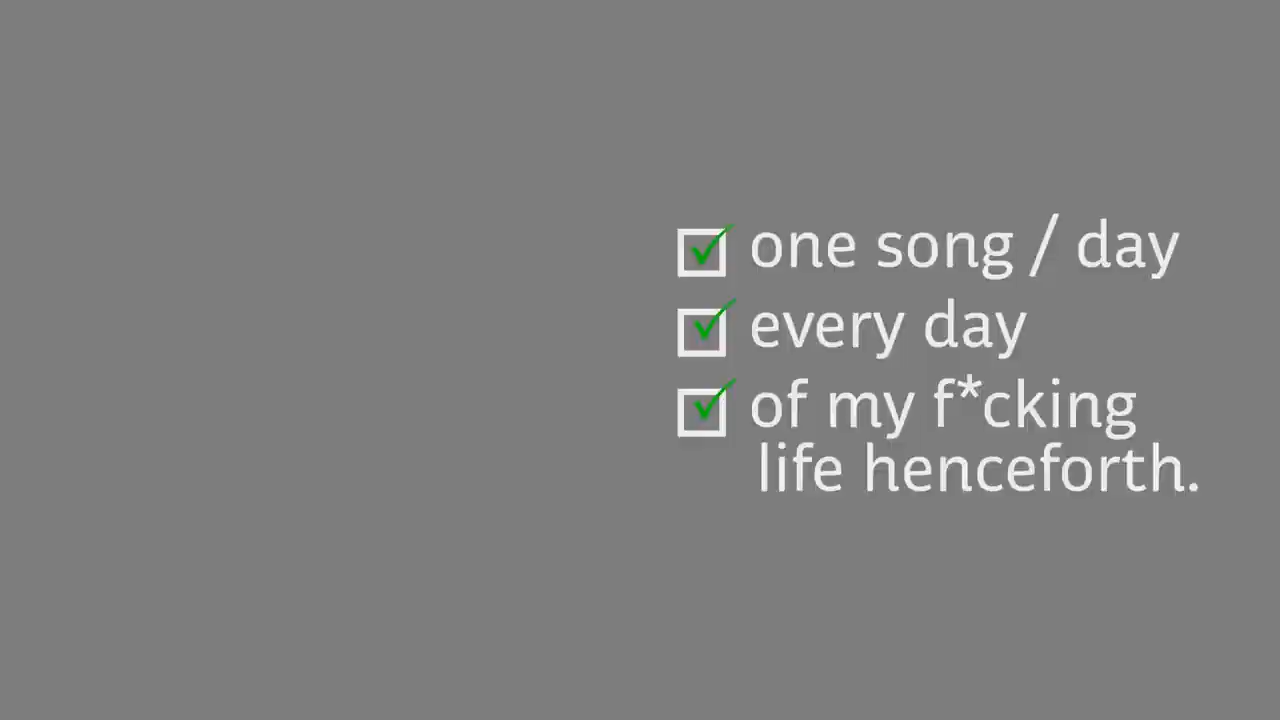 one song / day
every day
of my f*cking
life henceforth.